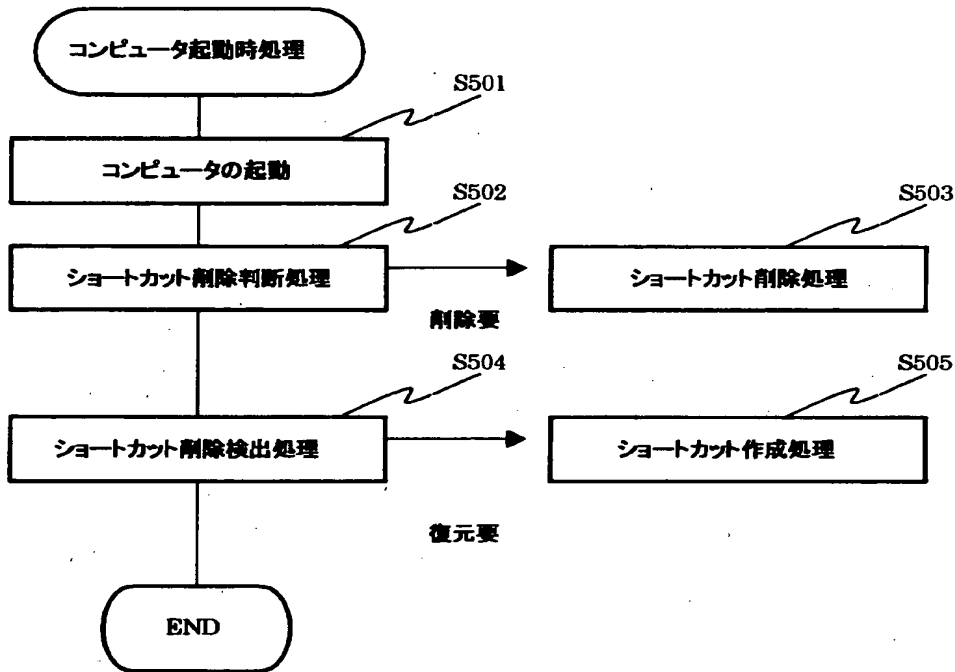 コンピュータ起動時処理
S501
コンピュータの起動
S502
S503
ショートカット削除判断処理
ショートカット削除処理
削除要
S504
S505
ショートカット削除検出処理
ショートカット作成処理
復元要
END